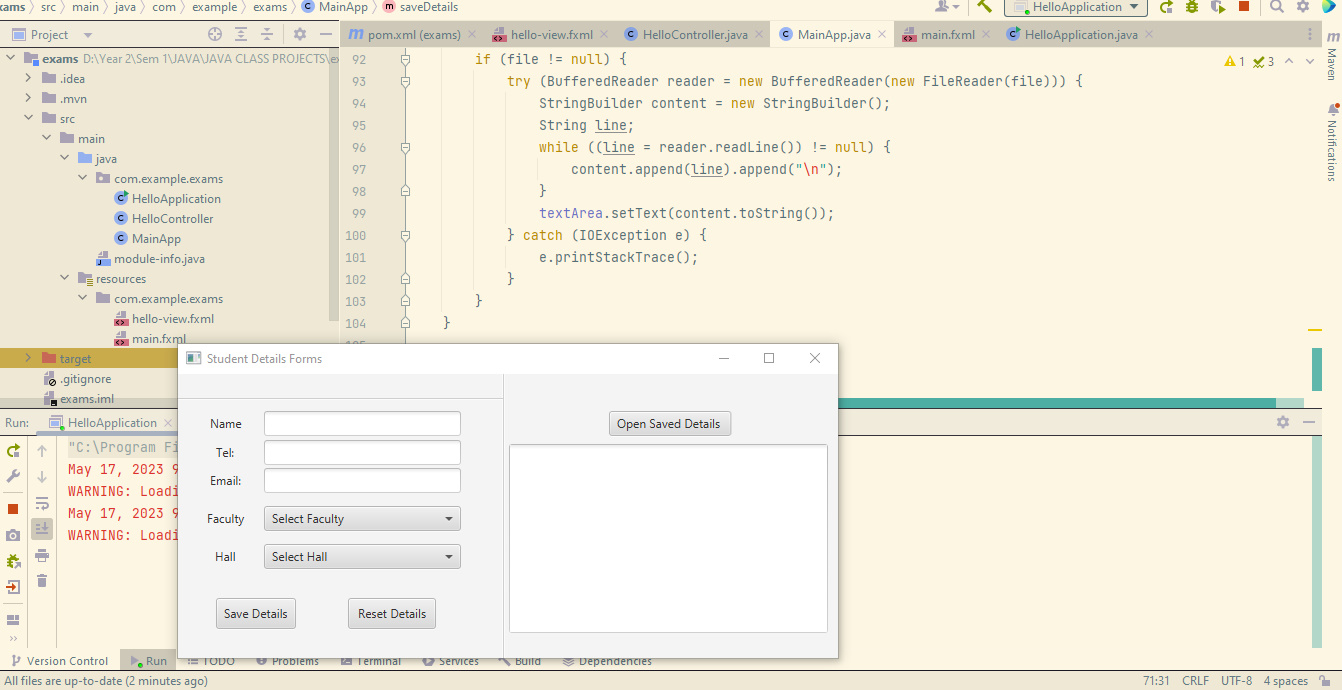 xams
src
main
java
com
example
exams
MainApp
saveDetails
HelloApplication
Project
pom.xml (exams)
hello-view.fxml
HelloController.java
MainApp.java
main.fxml
HelloApplication.java
Maven
Notifications
exams D:\Year 2\Sem 1\JAVA\JAVA CLASS PROJECTS\ex
.idea
.mvn
src
main
java
com.example.exams
HelloApplication
HelloController
MainApp
module-info.java
resources
com.example.exams
hello-view.fxml
main.fxml
target
.gitignore
exams.iml
1
3
92 if (file != null) {
93 try (BufferedReader reader = new BufferedReader(new FileReader(file))) {
94 StringBuilder content = new StringBuilder();
95 String line;
96 while ((line = reader.readLine()) != null) {
97 content.append(line).append("\n");
98 }
99 textArea.setText(content.toString());
100 } catch (IOException e) {
101 e.printStackTrace();
102 }
103 }
104 }
Run:
HelloApplication
"C:\Program Fi
May 17, 2023 9
WARNING: Loadi
May 17, 2023 9
WARNING: Loadi
Student Details Forms
Name
Tel:
Email:
Faculty
Select Faculty
Hall
Select Hall
Save Details
Reset Details
Open Saved Details
Version Control
Run
TODO
Problems
Terminal
Services
Build
Dependencies
All files are up-to-date (2 minutes ago)
71:31
CRLF
UTF-8
4 spaces